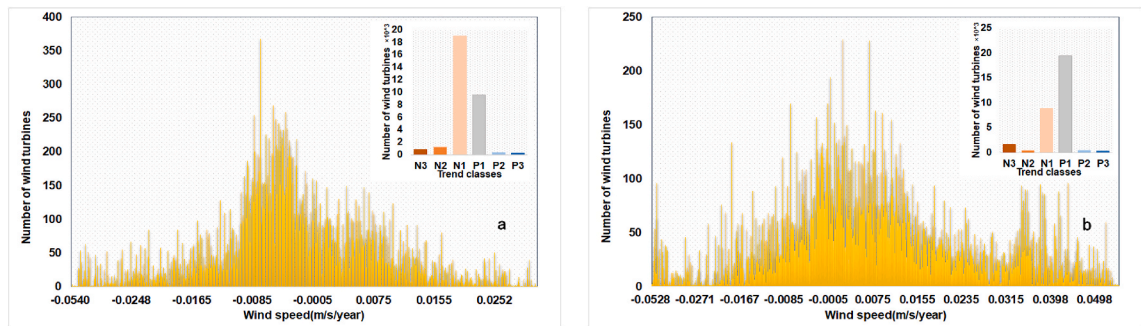 400
350
300
250
200
150
100
50
0
Number of wind turbines
-0.0540 -0.0248 -0.0165 -0.0085 -0.0005 0.0075 0.0155 0.0252
Wind speed(m/s/year)
a
20
18
16
14
12
10
8
6
4
2
0
Number of wind turbines ×10^3
N3 N2 N1 P1 P2 P3
Trend classes
250
200
150
100
50
0
Number of wind turbines
-0.0528 -0.0271 -0.0167 -0.0085 -0.0005 0.0075 0.0155 0.0235 0.0315 0.0398 0.0498
Wind speed(m/s/year)
b
25
20
15
10
5
0
Number of wind turbines ×10^3
N3 N2 N1 P1 P2 P3
Trend classes